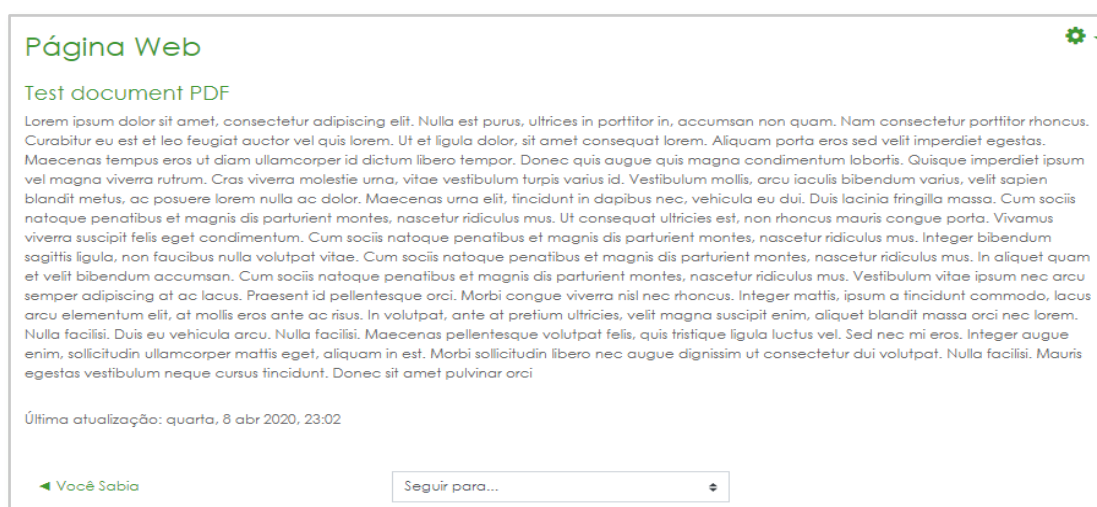 Página Web
Test document PDF
Lorem ipsum dolor sit amet, consectetur adipiscing elit. Nulla est purus, ultrices in porttitor in, accumsan non quam. Nam consectetur porttitor rhoncus.
Curabitur eu est et leo feugiat auctor vel quis lorem. Ut et ligula dolor, sit amet consequat lorem. Aliquam porta eros sed velit imperdiet egestas.
Maecenas tempus eros ut diam ullamcorper id dictum libero tempor. Donec quis augue quis magna condimentum lobortis. Quisque imperdiet ipsum
vel magna viverra rutrum. Cras viverra molestie urna, vitae vestibulum turpis varius id. Vestibulum mollis, arcu iaculis bibendum varius, velit sapien
blandit metus, ac posuere lorem nulla ac dolor. Maecenas urna elit, tincidunt in dapibus nec, vehicula eu dui. Duis lacinia fringilla massa. Cum sociis
natoque penatibus et magnis dis parturient montes, nascetur ridiculus mus. Ut consequat ultricies est, non rhoncus mauris congue porta. Vivamus
viverra suscipit felis eget condimentum. Cum sociis natoque penatibus et magnis dis parturient montes, nascetur ridiculus mus. Integer bibendum
sagittis ligula, non faucibus nulla volutpat vitae. Cum sociis natoque penatibus et magnis dis parturient montes, nascetur ridiculus mus. In aliquet quam
et velit bibendum accumsan. Cum sociis natoque penatibus et magnis dis parturient montes, nascetur ridiculus mus. Vestibulum vitae ipsum nec arcu
semper adipiscing at ac lacus. Praesent id pellentesque orci. Morbi congue viverra nisl nec rhoncus. Integer mattis, ipsum a tincidunt commodo, lacus
arcu elementum elit, at mollis eros ante ac risus. In volutpat, ante at pretium ultricies, velit magna suscipit enim, aliquet blandit massa orci nec lorem.
Nulla facilisi. Duis eu vehicula arcu. Nulla facilisi. Maecenas pellentesque volutpat felis, quis tristique ligula luctus vel. Sed nec mi eros. Integer augue
enim, sollicitudin ullamcorper mattis eget, aliquam in est. Morbi sollicitudin libero nec augue dignissim ut consectetur dui volutpat. Nulla facilisi. Mauris
egestas vestibulum neque cursus tincidunt. Donec sit amet pulvinar orci
Última atualização: quarta, 8 abr 2020, 23:02
◄ Você Sabia
Seguir para...